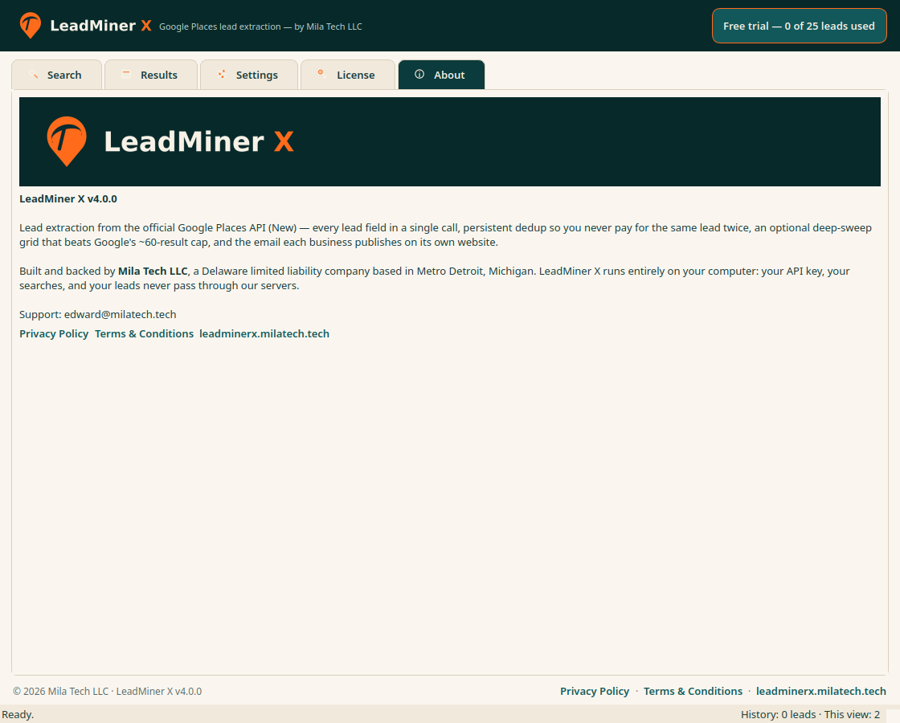 LeadMiner X Google Places lead extraction — by Mila Tech LLC
Free trial — 0 of 25 leads used
Search Results Settings License About
LeadMiner X
LeadMiner X v4.0.0
Lead extraction from the official Google Places API (New) — every lead field in a single call, persistent dedup so you never pay for the same lead twice, an optional deep-sweep
grid that beats Google's ~60-result cap, and the email each business publishes on its own website.
Built and backed by Mila Tech LLC, a Delaware limited liability company based in Metro Detroit, Michigan. LeadMiner X runs entirely on your computer: your API key, your
searches, and your leads never pass through our servers.
Support: edward@milatech.tech
Privacy Policy Terms & Conditions leadminerx.milatech.tech
© 2026 Mila Tech LLC · LeadMiner X v4.0.0
Privacy Policy · Terms & Conditions · leadminerx.milatech.tech
Ready.
History: 0 leads · This view: 2